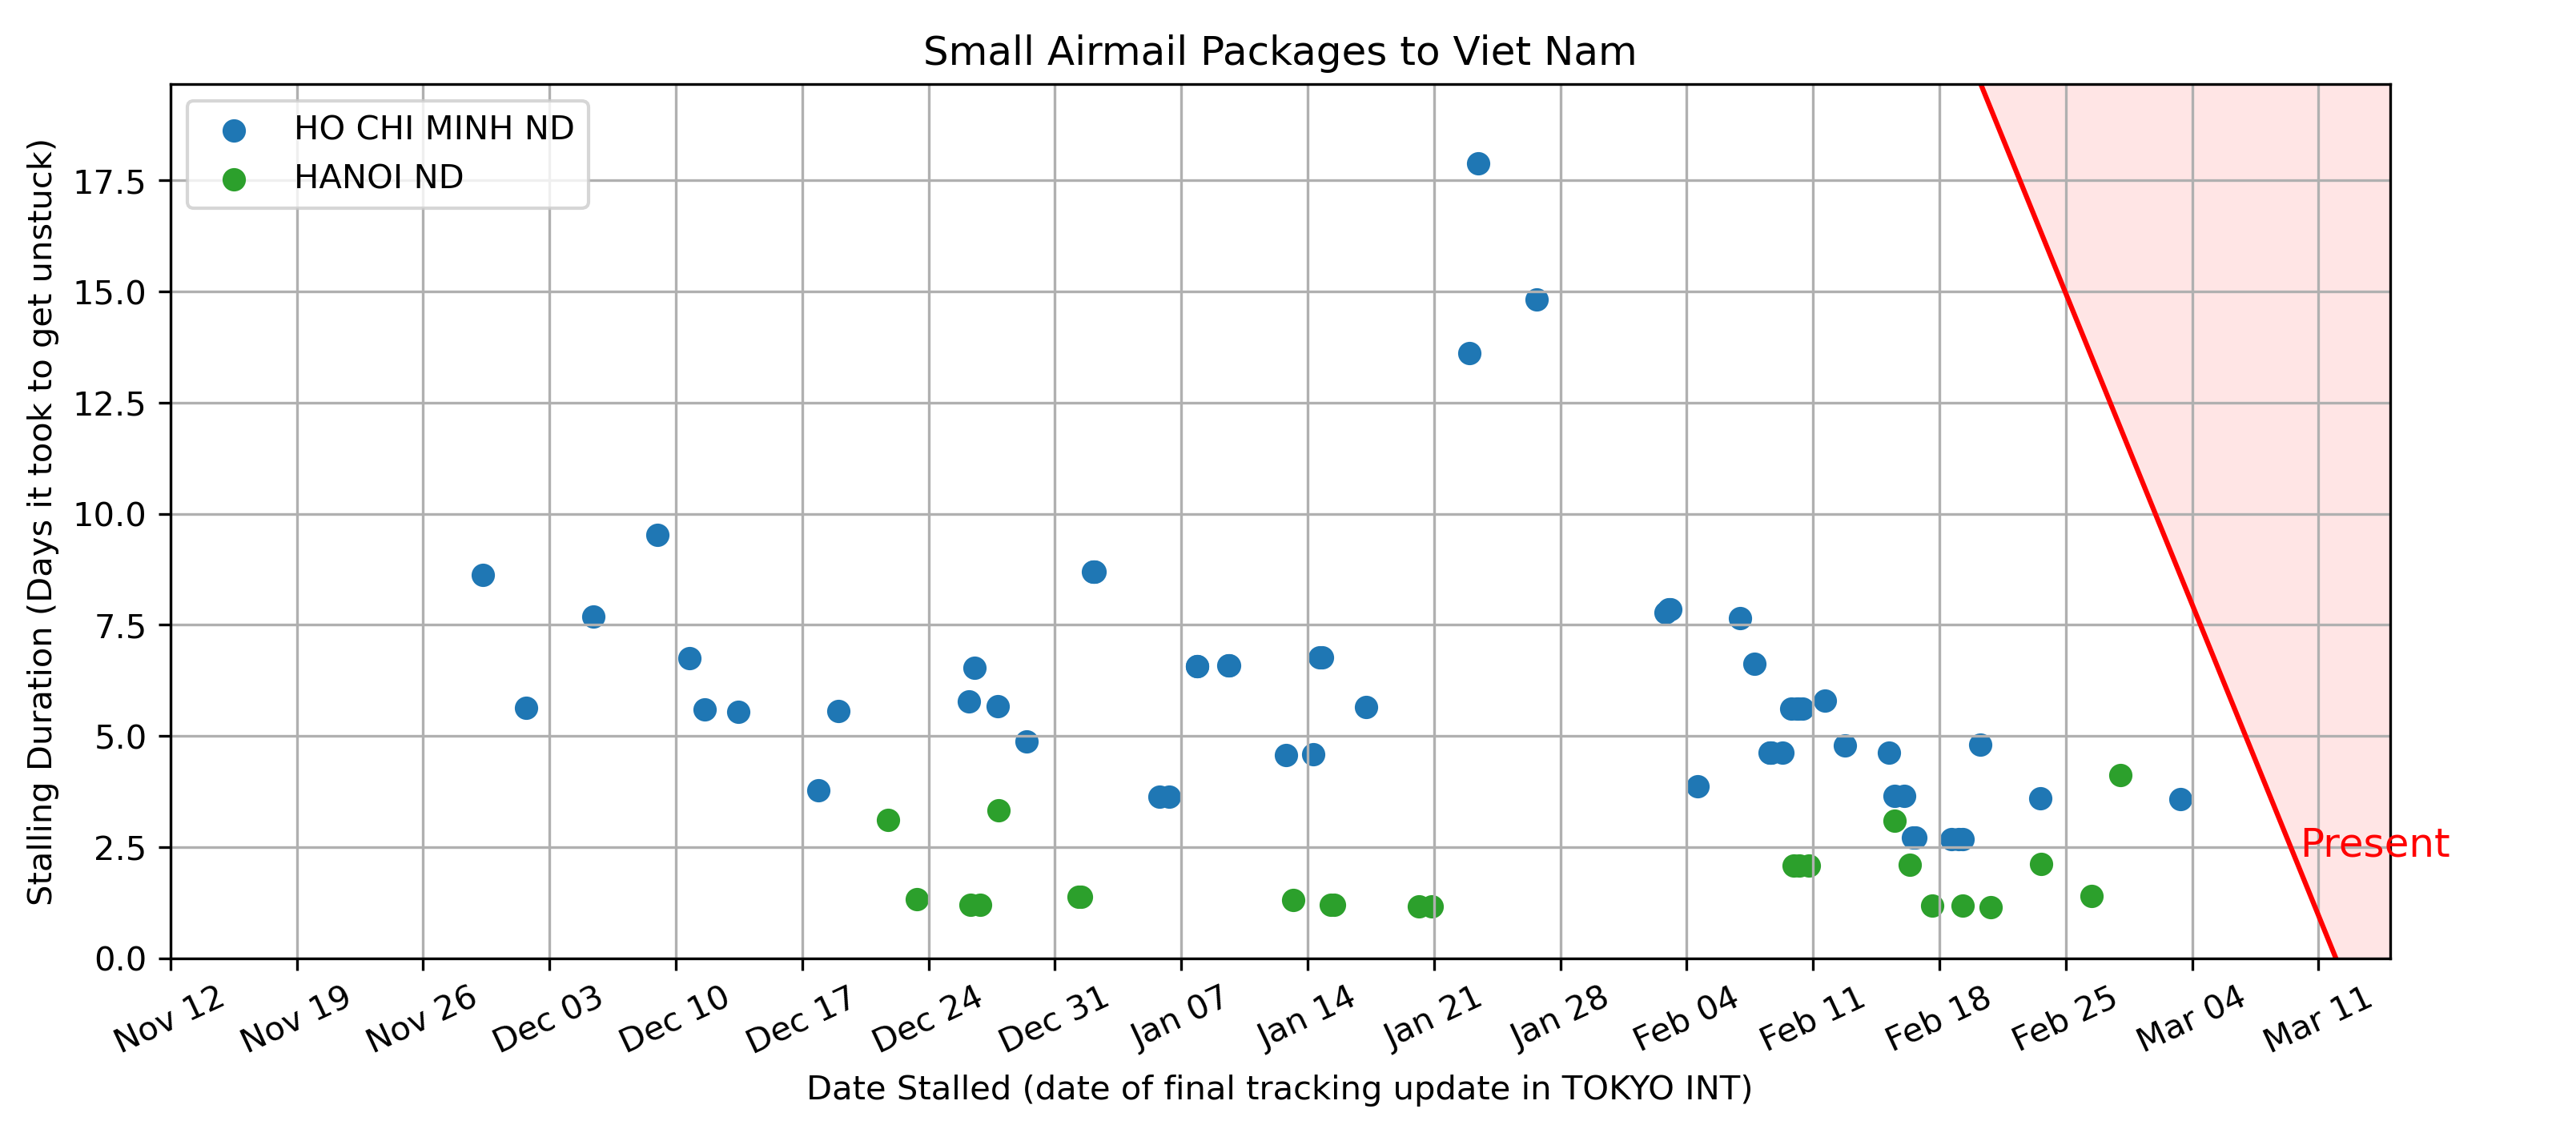 Small Airmail Packages to Viet Nam
HO CHI MINH ND
HANOI ND
Stalling Duration (Days it took to get unstuck)
17.5
15.0
12.5
10.0
7.5
5.0
2.5
0.0
Present
Nov 12 Nov 19 Nov 26 Dec 03 Dec 10 Dec 17 Dec 24 Dec 31 Jan 07 Jan 14 Jan 21 Jan 28 Feb 04 Feb 11 Feb 18 Feb 25 Mar 04 Mar 11
Date Stalled (date of final tracking update in TOKYO INT)